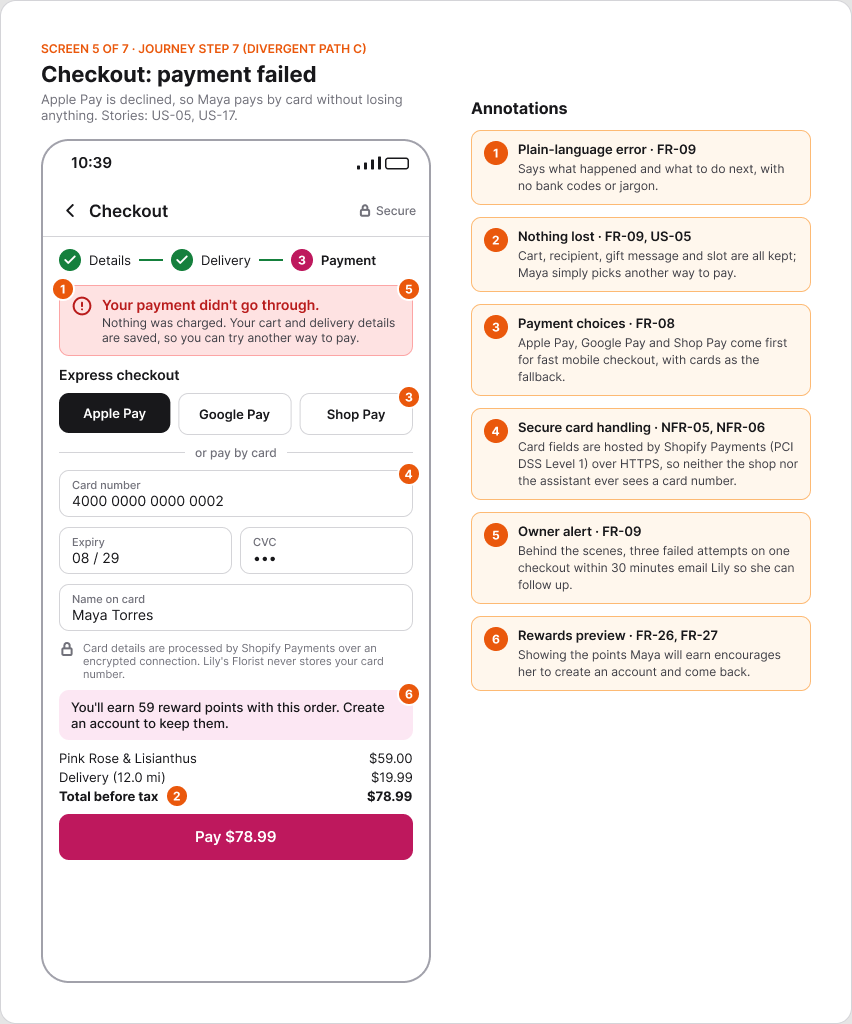 SCREEN 5 OF 7 · JOURNEY STEP 7 (DIVERGENT PATH C)
Checkout: payment failed
Apple Pay is declined, so Maya pays by card without losing
anything. Stories: US-05, US-17.
10:39
Checkout
Secure
Details
Delivery
3
Payment
1
5
Your payment didn't go through.
Nothing was charged. Your cart and delivery details
are saved, so you can try another way to pay.
Express checkout
3
Apple Pay
Google Pay
Shop Pay
or pay by card
4
Card number
4000 0000 0000 0002
Expiry
08 / 29
CVC
•••
Name on card
Maya Torres
Card details are processed by Shopify Payments over an
encrypted connection. Lily's Florist never stores your card
number.
6
You'll earn 59 reward points with this order. Create
an account to keep them.
Pink Rose & Lisianthus $59.00
Delivery (12.0 mi) $19.99
Total before tax 2 $78.99
Pay $78.99
Annotations
1
Plain-language error · FR-09
Says what happened and what to do next, with
no bank codes or jargon.
2
Nothing lost · FR-09, US-05
Cart, recipient, gift message and slot are all kept;
Maya simply picks another way to pay.
3
Payment choices · FR-08
Apple Pay, Google Pay and Shop Pay come first
for fast mobile checkout, with cards as the
fallback.
4
Secure card handling · NFR-05, NFR-06
Card fields are hosted by Shopify Payments (PCI
DSS Level 1) over HTTPS, so neither the shop nor
the assistant ever sees a card number.
5
Owner alert · FR-09
Behind the scenes, three failed attempts on one
checkout within 30 minutes email Lily so she can
follow up.
6
Rewards preview · FR-26, FR-27
Showing the points Maya will earn encourages
her to create an account and come back.